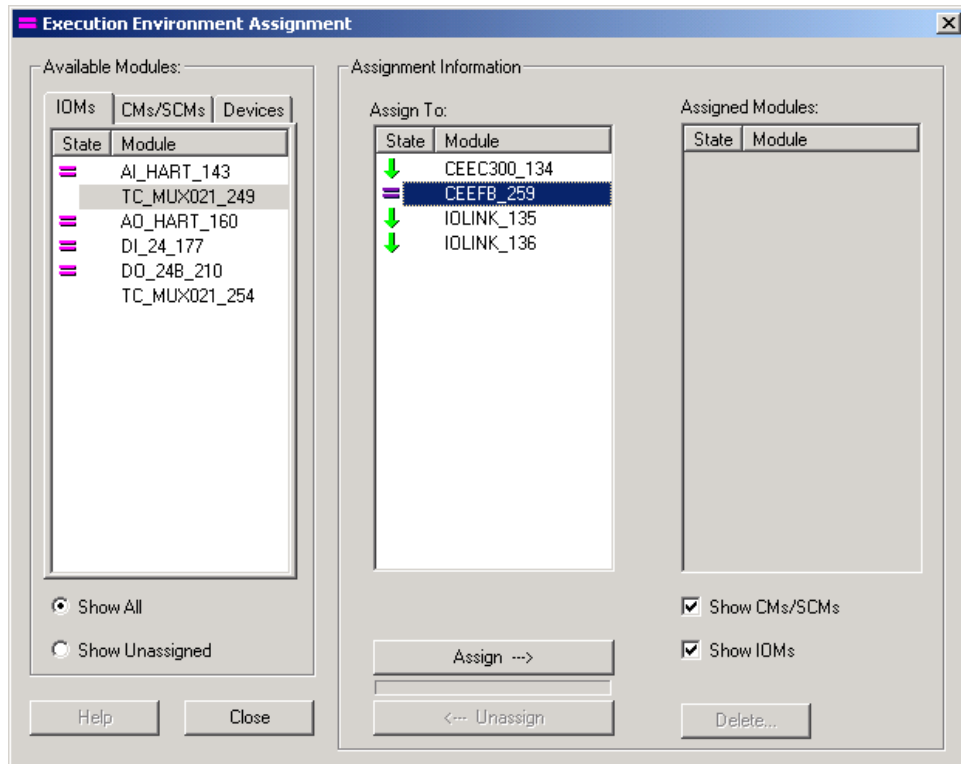 Execution Environment Assignment
Available Modules:
IOMs CMs/SCMs Devices
State Module
AI_HART_143
TC_MUX021_249
AO_HART_160
DI_24_177
DO_24B_210
TC_MUX021_254
Show All
Show Unassigned
Help Close
Assignment Information
Assign To:
State Module
CEEC300_134
CEEFB_259
IOLINK_135
IOLINK_136
Assign --->
<--- Unassign
Assigned Modules:
State Module
Show CMs/SCMs
Show IOMs
Delete...